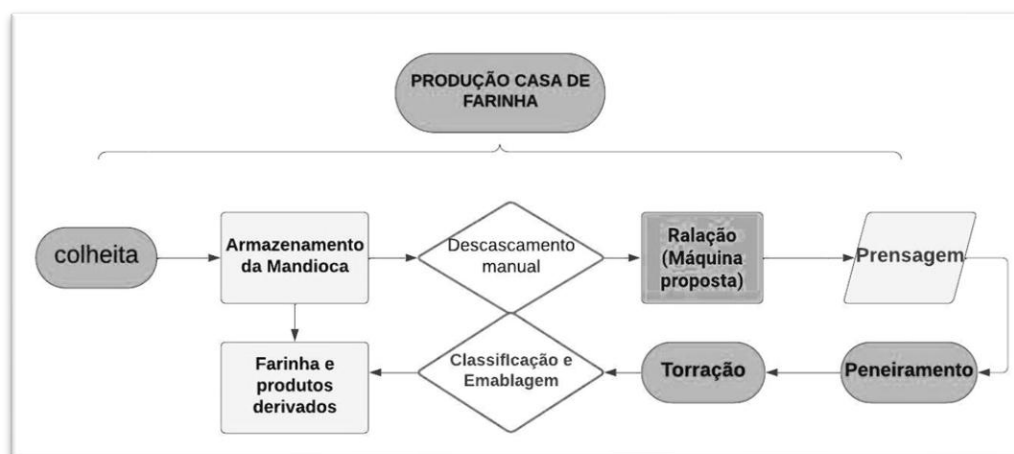 PRODUÇÃO CASA DE
FARINHA
colheita
Armazenamento
da Mandioca
Descascamento
manual
Ralação
(Máquina
proposta)
Prensagem
Farinha e
produtos
derivados
Classificação e
Emablagem
Torração
Peneiramento